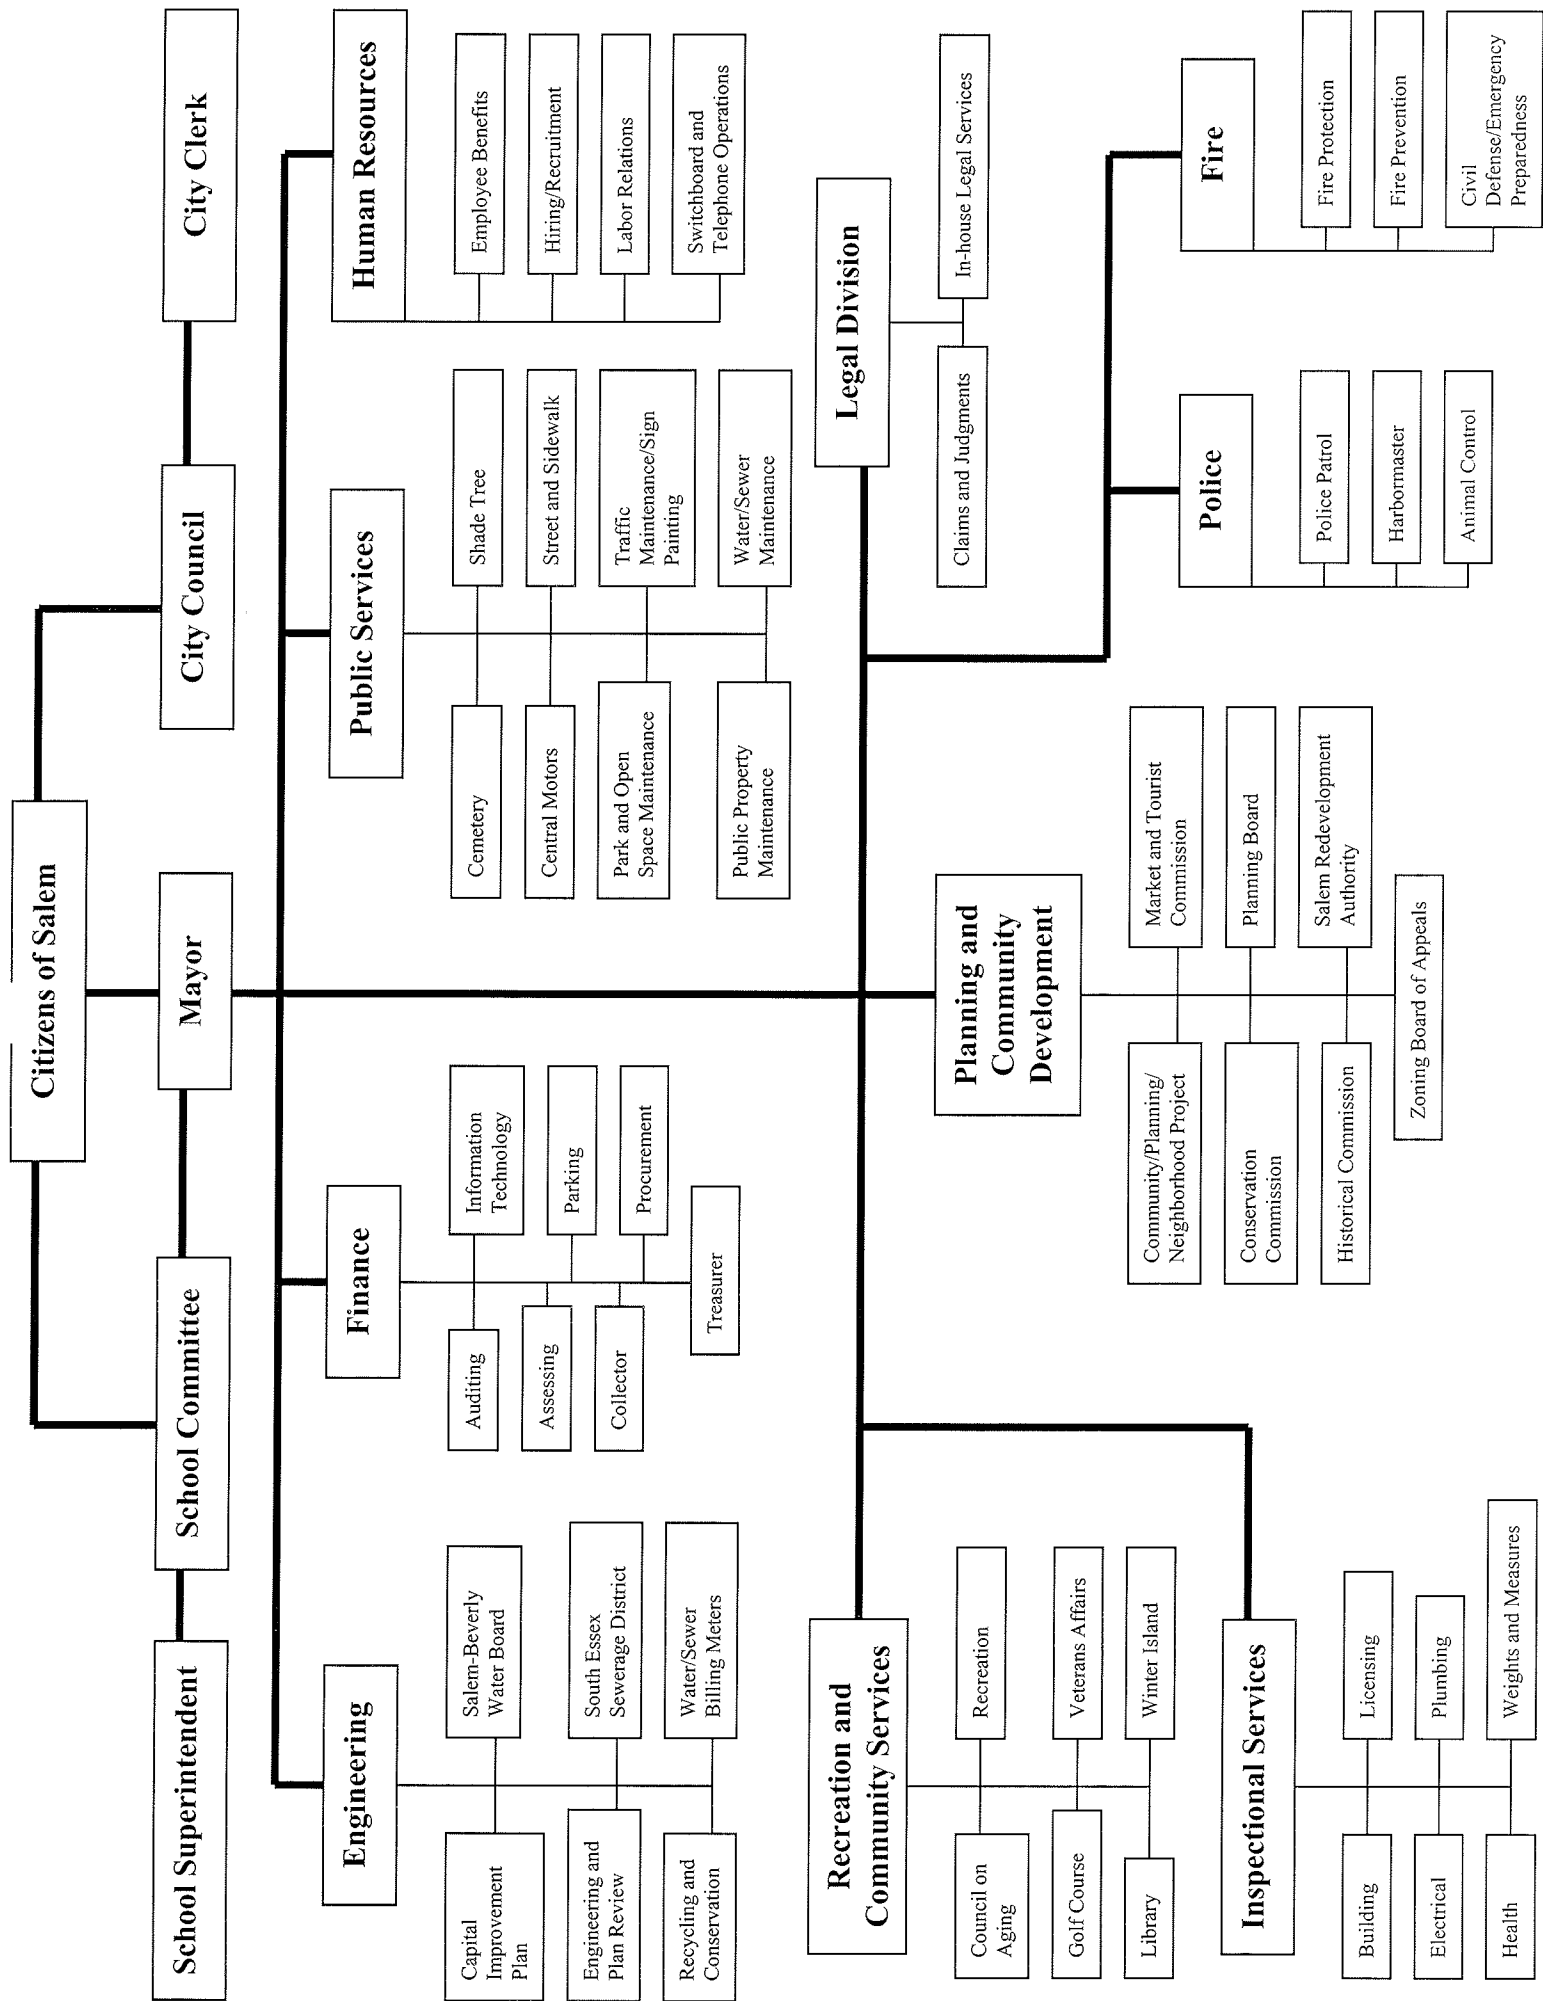 Citizens of Salem
School Superintendent
School Committee
Mayor
City Council
City Clerk
Engineering
Capital
Improvement
Plan
Salem-Beverly
Water Board
Engineering and
Plan Review
South Essex
Sewerage District
Recycling and
Conservation
Water/Sewer
Billing Meters
Finance
Auditing
Information
Technology
Assessing
Parking
Collector
Procurement
Treasurer
Public Services
Cemetery
Shade Tree
Central Motors
Street and Sidewalk
Park and Open
Space Maintenance
Traffic
Maintenance/Sign
Painting
Public Property
Maintenance
Water/Sewer
Maintenance
Human Resources
Employee Benefits
Hiring/Recruitment
Labor Relations
Switchboard and
Telephone Operations
Recreation and
Community Services
Council on
Aging
Recreation
Golf Course
Veterans Affairs
Library
Winter Island
Legal Division
Claims and Judgments
In-house Legal Services
Planning and
Community
Development
Community/Planning/
Neighborhood Project
Market and Tourist
Commission
Conservation
Commission
Planning Board
Historical Commission
Salem Redevelopment
Authority
Zoning Board of Appeals
Inspectional Services
Building
Licensing
Electrical
Plumbing
Health
Weights and Measures
Police
Police Patrol
Harbormaster
Animal Control
Fire
Fire Protection
Fire Prevention
Civil
Defense/Emergency
Preparedness